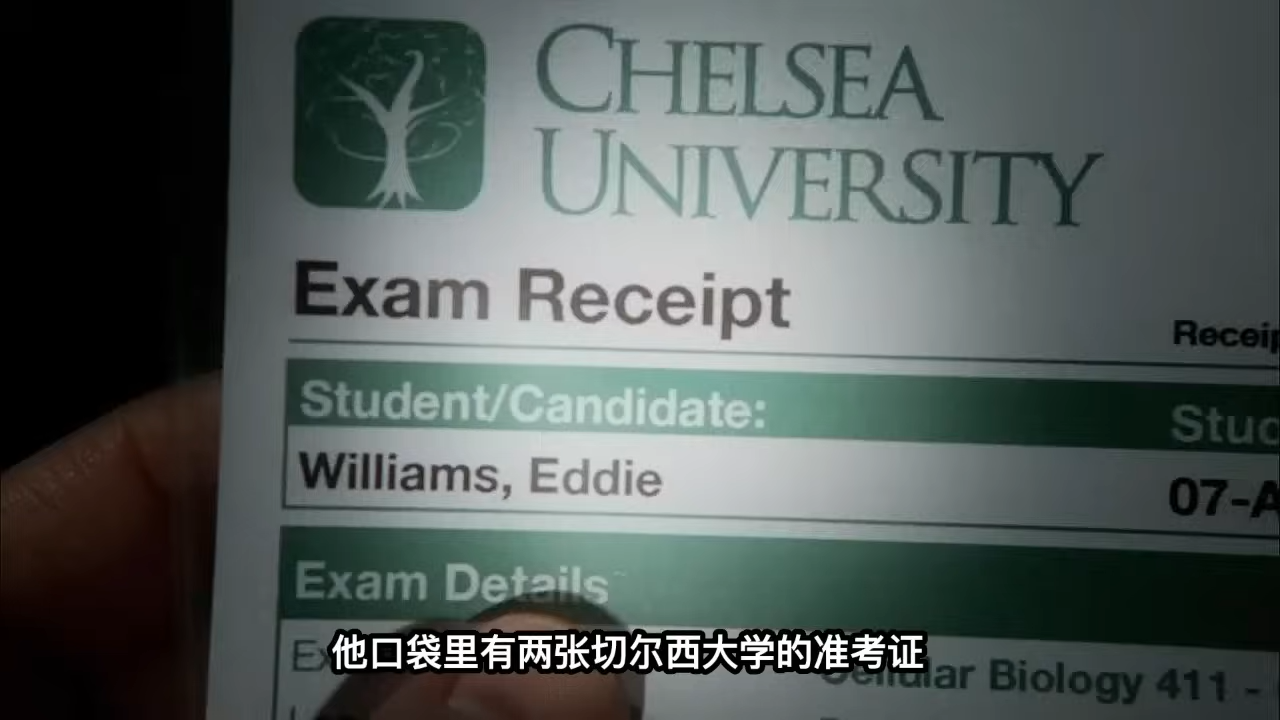 CHELSEA
UNIVERSITY
Exam Receipt
Student/Candidate:
Williams, Eddie
07-A
Exam Details
他口袋里有两张切尔西大学的准考证
Cellular Biology 411 -